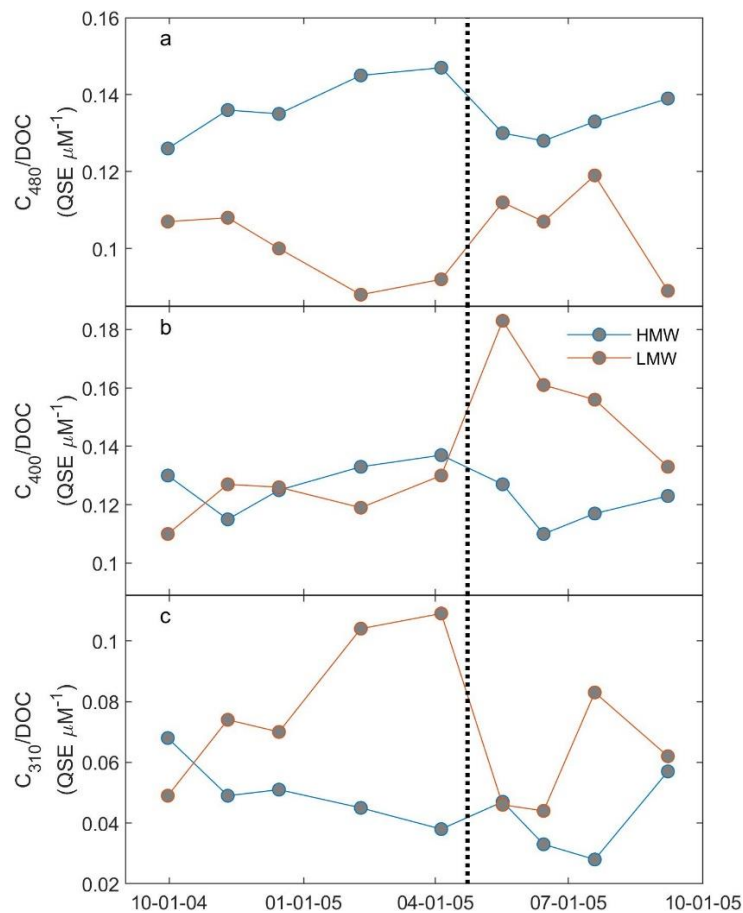 a
C₄₈₀/DOC
(QSE μM⁻¹)
0.16
0.14
0.12
0.1
b
HMW
LMW
C₄₀₀/DOC
(QSE μM⁻¹)
0.18
0.16
0.14
0.12
0.1
c
C₃₁₀/DOC
(QSE μM⁻¹)
0.1
0.08
0.06
0.04
0.02
10-01-04 01-01-05 04-01-05 07-01-05 10-01-05